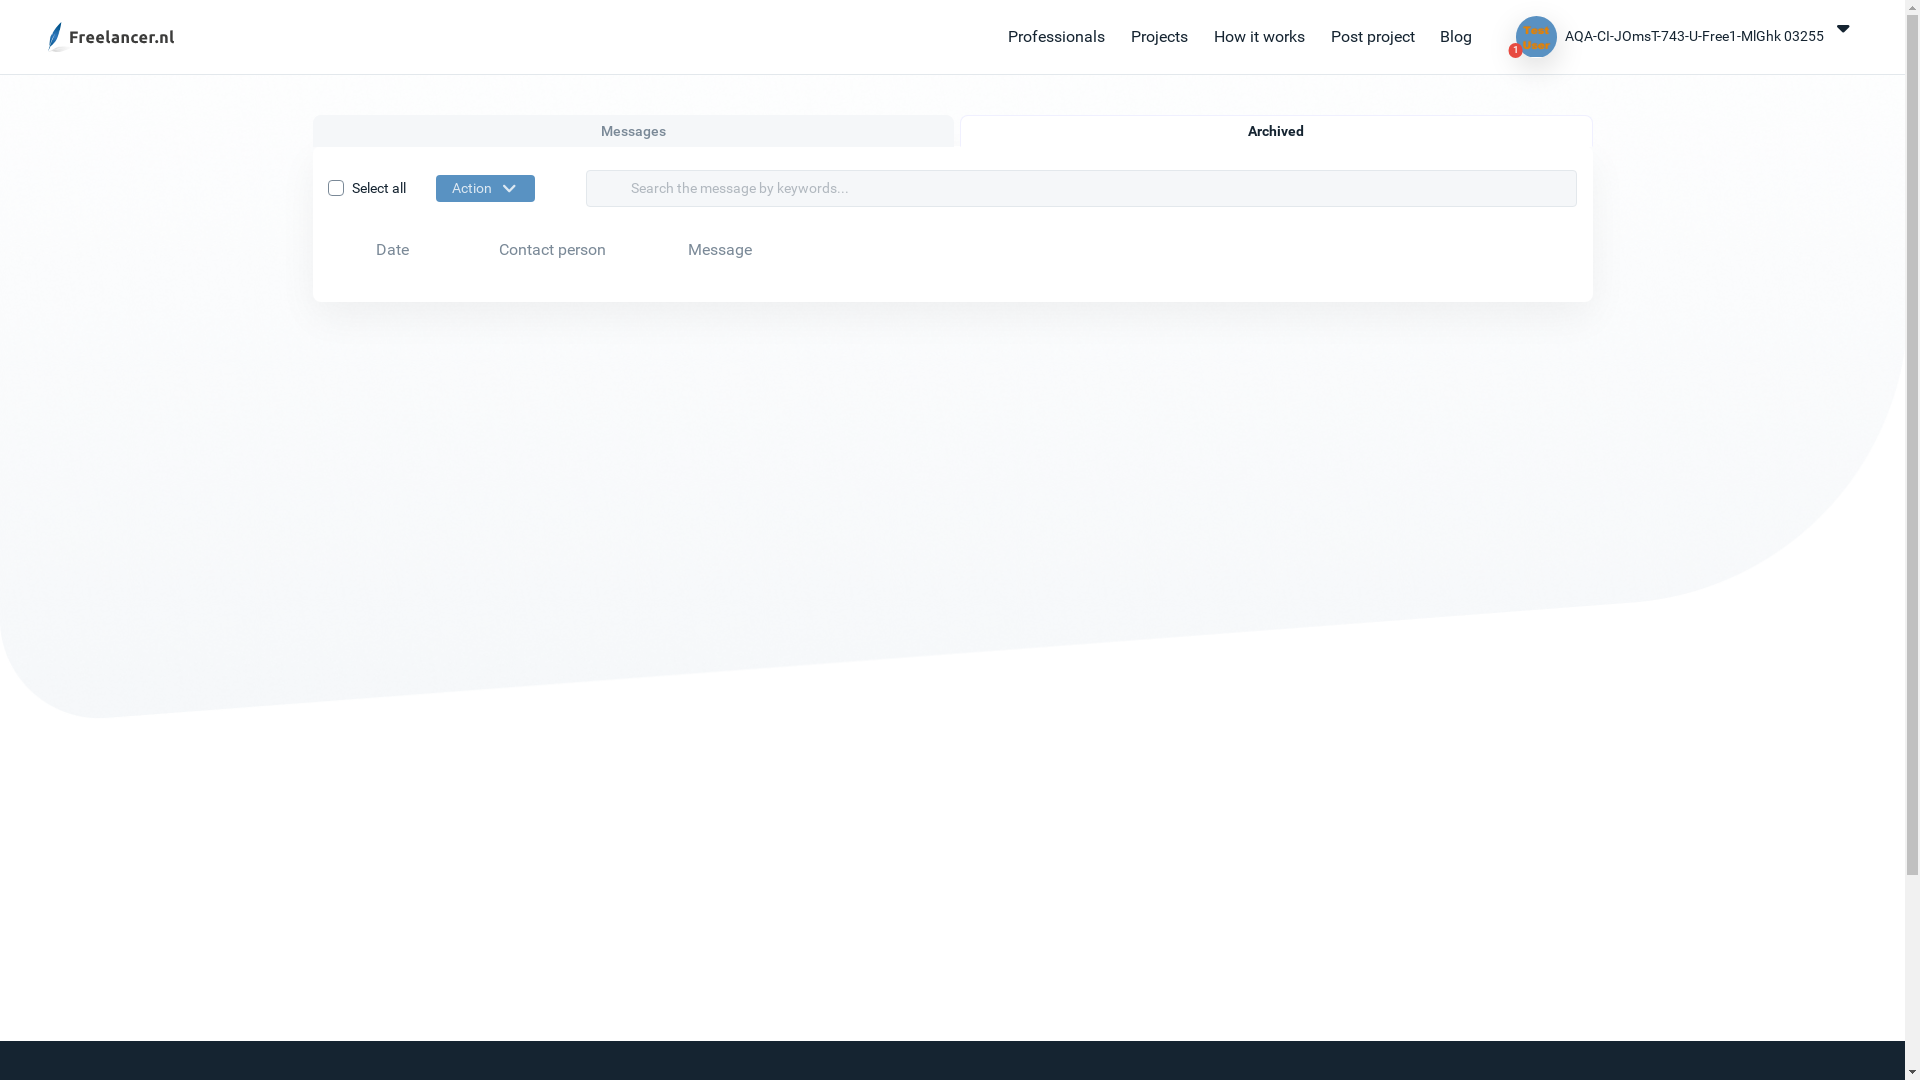 Freelancer.nl
Professionals
Projects
How it works
Post project
Blog
Test
User
1
AQA-CI-JOmsT-743-U-Free1-MlGhk 03255
Messages
Archived
Select all
Action
Search the message by keywords...
Date
Contact person
Message